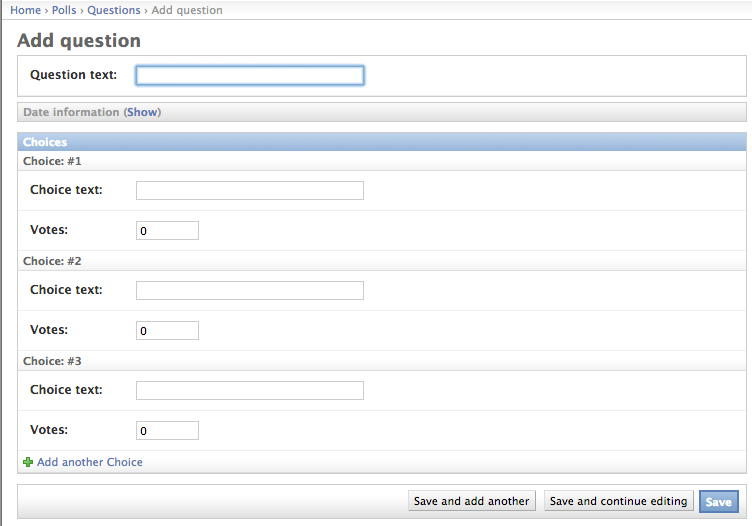 Home › Polls › Questions › Add question
Add question
Question text:
Date information (Show)
Choices
Choice: #1
Choice text:
Votes: 0
Choice: #2
Choice text:
Votes: 0
Choice: #3
Choice text:
Votes: 0
Add another Choice
Save and add another Save and continue editing Save